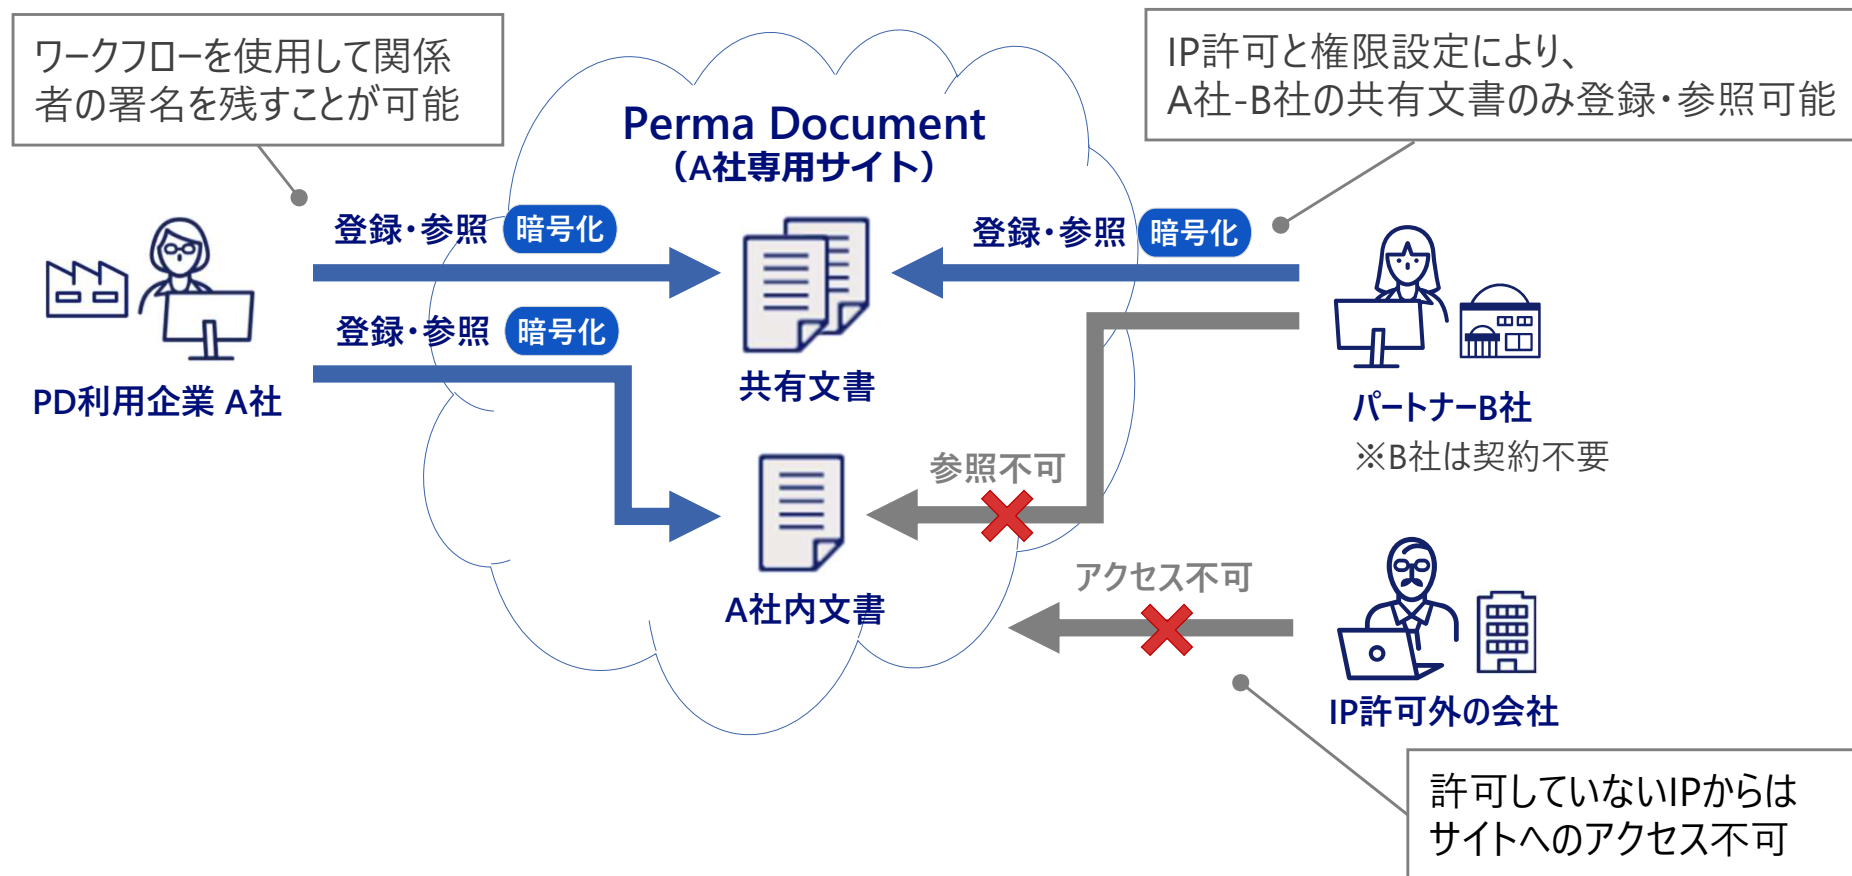 ワークフローを使用して関係
者の署名を残すことが可能
IP許可と権限設定により、
A社-B社の共有文書のみ登録・参照可能
Perma Document
（A社専用サイト）
登録・参照 暗号化
登録・参照 暗号化
登録・参照 暗号化
PD利用企業 A社
共有文書
パートナーB社
※B社は契約不要
参照不可
A社内文書
アクセス不可
IP許可外の会社
許可していないIPからは
サイトへのアクセス不可